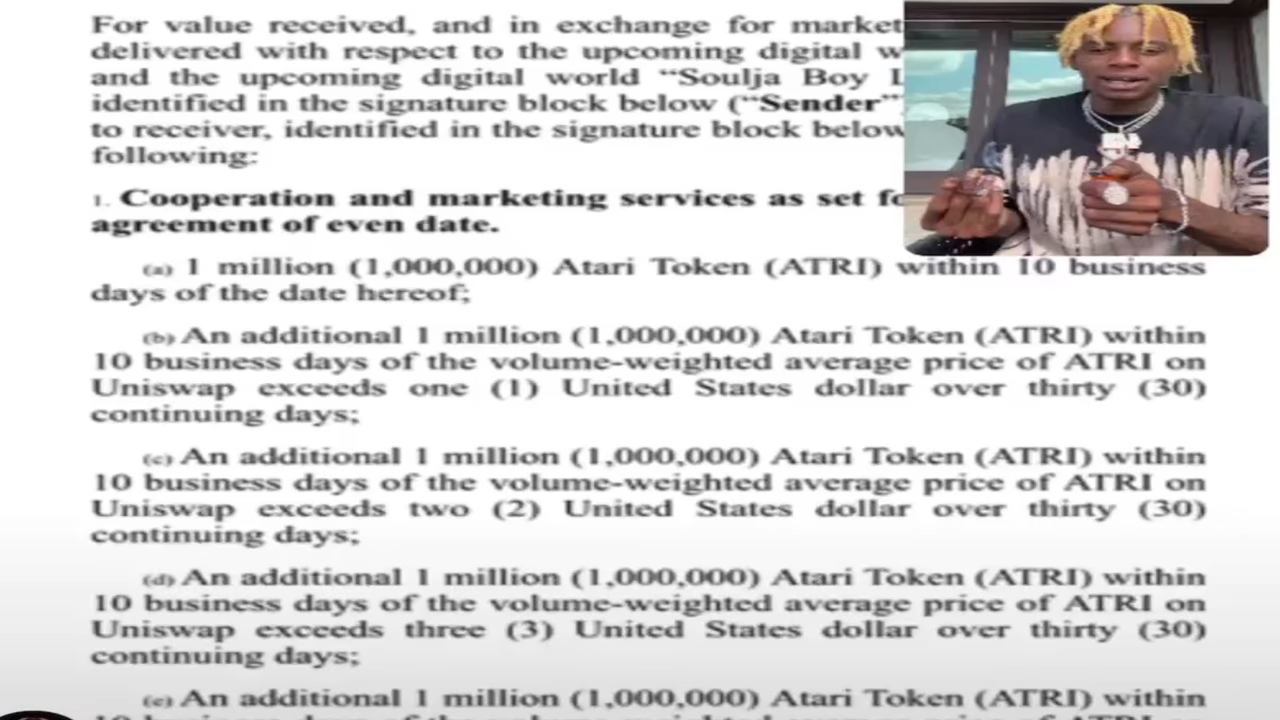 For value received, and in exchange for market
delivered with respect to the upcoming digital w
and the upcoming digital world “Soulja Boy L
identified in the signature block below (“Sender”
to receiver, identified in the signature block below
following:
1. Cooperation and marketing services as set fo
agreement of even date.
(a) 1 million (1,000,000) Atari Token (ATRI) within 10 business
days of the date hereof;
(b) An additional 1 million (1,000,000) Atari Token (ATRI) within
10 business days of the volume-weighted average price of ATRI on
Uniswap exceeds one (1) United States dollar over thirty (30)
continuing days;
(c) An additional 1 million (1,000,000) Atari Token (ATRI) within
10 business days of the volume-weighted average price of ATRI on
Uniswap exceeds two (2) United States dollar over thirty (30)
continuing days;
(d) An additional 1 million (1,000,000) Atari Token (ATRI) within
10 business days of the volume-weighted average price of ATRI on
Uniswap exceeds three (3) United States dollar over thirty (30)
continuing days;
(e) An additional 1 million (1,000,000) Atari Token (ATRI) within